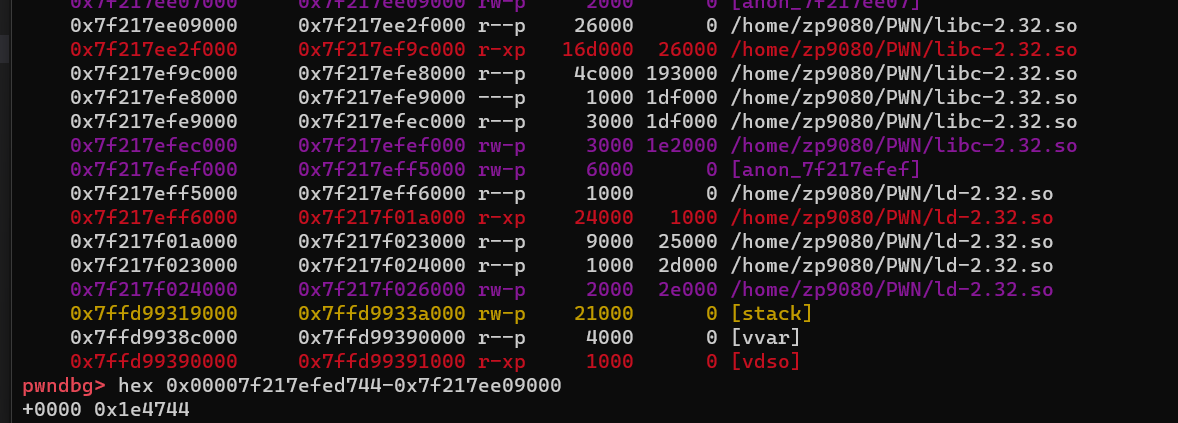 0x7f217ee07000 0x7f217ee09000 rw-p 2000 0 [anon_7f217ee07]
0x7f217ee09000 0x7f217ee2f000 r--p 26000 0 /home/zp9080/PWN/libc-2.32.so
0x7f217ee2f000 0x7f217ef9c000 r-xp 16d000 26000 /home/zp9080/PWN/libc-2.32.so
0x7f217ef9c000 0x7f217efe8000 r--p 4c000 193000 /home/zp9080/PWN/libc-2.32.so
0x7f217efe8000 0x7f217efe9000 ---p 1000 1df000 /home/zp9080/PWN/libc-2.32.so
0x7f217efe9000 0x7f217efec000 r--p 3000 1df000 /home/zp9080/PWN/libc-2.32.so
0x7f217efec000 0x7f217efef000 rw-p 3000 1e2000 /home/zp9080/PWN/libc-2.32.so
0x7f217efef000 0x7f217eff5000 rw-p 6000 0 [anon_7f217efef]
0x7f217eff5000 0x7f217eff6000 r--p 1000 0 /home/zp9080/PWN/ld-2.32.so
0x7f217eff6000 0x7f217f01a000 r-xp 24000 1000 /home/zp9080/PWN/ld-2.32.so
0x7f217f01a000 0x7f217f023000 r--p 9000 25000 /home/zp9080/PWN/ld-2.32.so
0x7f217f023000 0x7f217f024000 r--p 1000 2d000 /home/zp9080/PWN/ld-2.32.so
0x7f217f024000 0x7f217f026000 rw-p 2000 2e000 /home/zp9080/PWN/ld-2.32.so
0x7ffd99319000 0x7ffd9933a000 rw-p 21000 0 [stack]
0x7ffd9938c000 0x7ffd99390000 r--p 4000 0 [vvar]
0x7ffd99390000 0x7ffd99391000 r-xp 1000 0 [vdso]
pwndbg> hex 0x00007f217efed744-0x7f217ee09000
+0000 0x1e4744